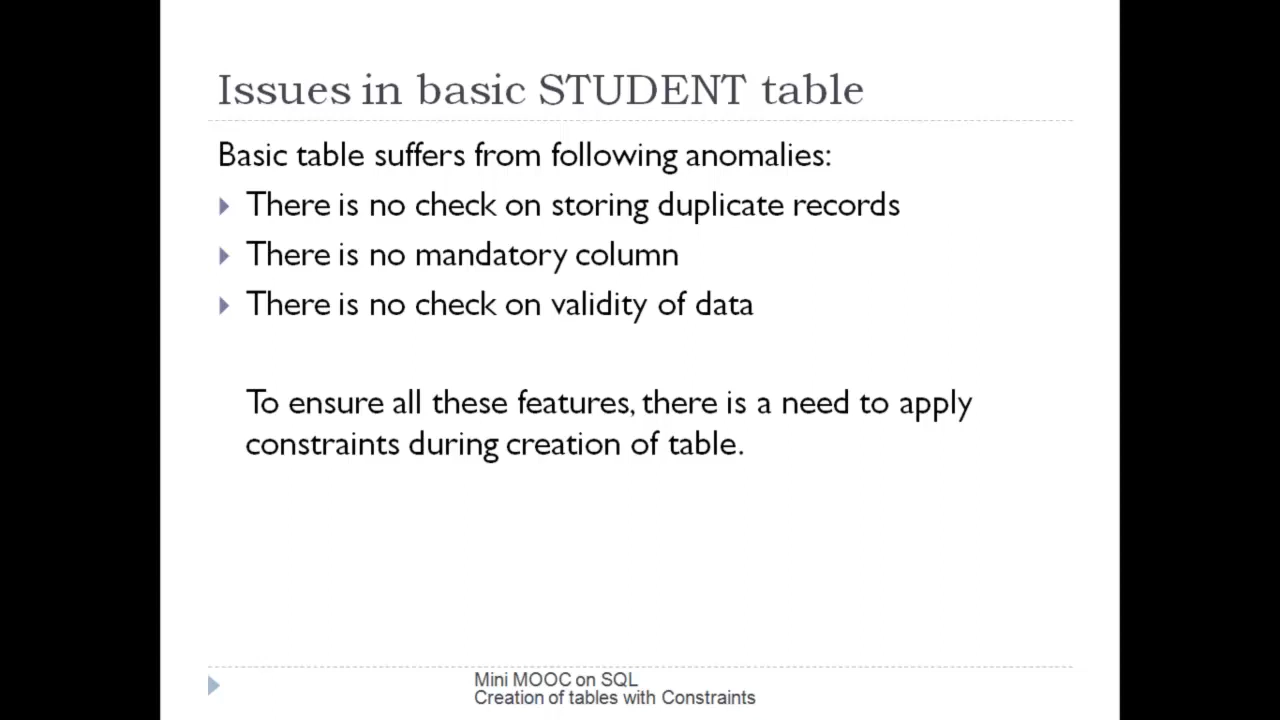 Issues in basic STUDENT table
Basic table suffers from following anomalies:
There is no check on storing duplicate records
There is no mandatory column
There is no check on validity of data
To ensure all these features, there is a need to apply
constraints during creation of table.
Mini MOOC on SQL
Creation of tables with Constraints